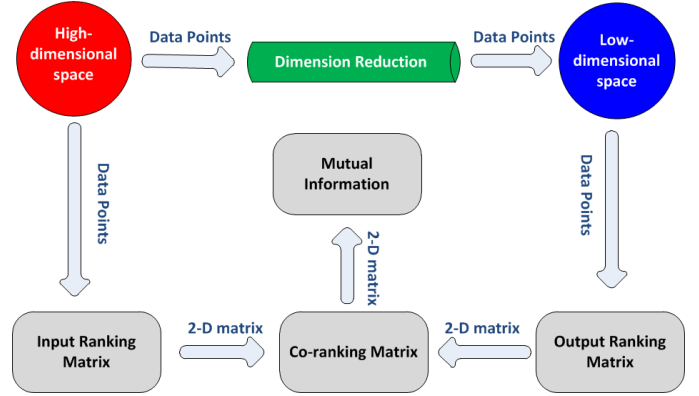 High-
dimensional
space
Data Points
Dimension Reduction
Data Points
Low-
dimensional
space
Data Points
Mutual
Information
Data Points
2-D matrix
Input Ranking
Matrix
2-D matrix
Co-ranking Matrix
2-D matrix
Output Ranking
Matrix